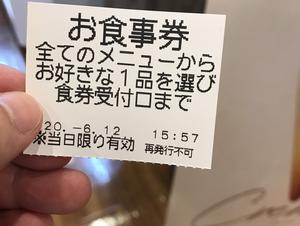 お食事券
全てのメニューから
お好きな1品を選び
食券受付口まで
20.-6.12 15:57
※当日限り有効 再発行不可